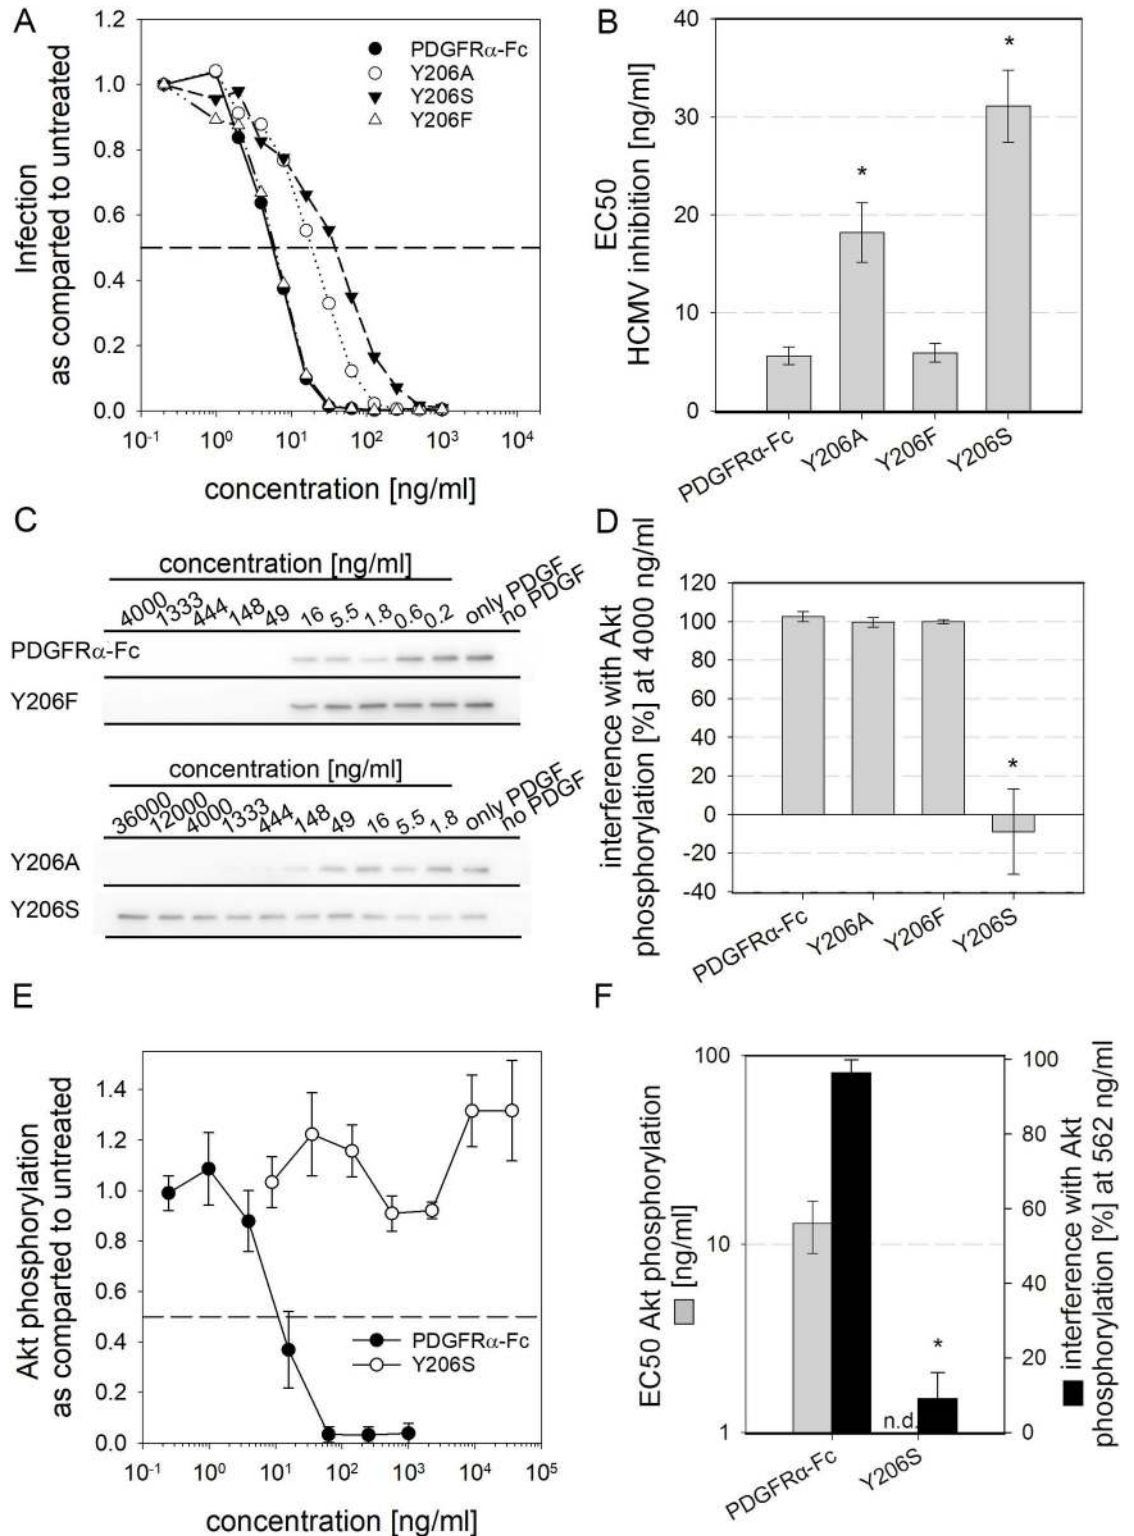 A
1.2
1.0
0.8
0.6
0.4
0.2
0.0
10-1
100
101
102
103
104
Infection
as comparted to untreated
concentration [ng/ml]
PDGFRα-Fc
Y206A
Y206S
Y206F
B
40
30
20
10
0
EC50
HCMV inhibition [ng/ml]
*
*
PDGFRα-Fc
Y206A
Y206F
Y206S
C
concentration [ng/ml]
4000 1333 444 148 49 16 5.5 1.8 0.6 0.2 only PDGF no PDGF
PDGFRα-Fc
Y206F
concentration [ng/ml]
36000 12000 4000 1333 444 148 49 16 5.5 1.8 only PDGF no PDGF
Y206A
Y206S
D
120
100
80
60
40
20
0
-20
-40
interference with Akt
phosphorylation [%] at 4000 ng/ml
*
PDGFRα-Fc
Y206A
Y206F
Y206S
E
1.4
1.2
1.0
0.8
0.6
0.4
0.2
0.0
10-1
100
101
102
103
104
105
Akt phosphorylation
as comparted to untreated
concentration [ng/ml]
PDGFRα-Fc
Y206S
F
100
10
1
EC50 Akt phosphorylation
[ng/ml]
100
80
60
40
20
0
interference with Akt
phosphorylation [%] at 562 ng/ml
*
n.d.
PDGFRα-Fc
Y206S